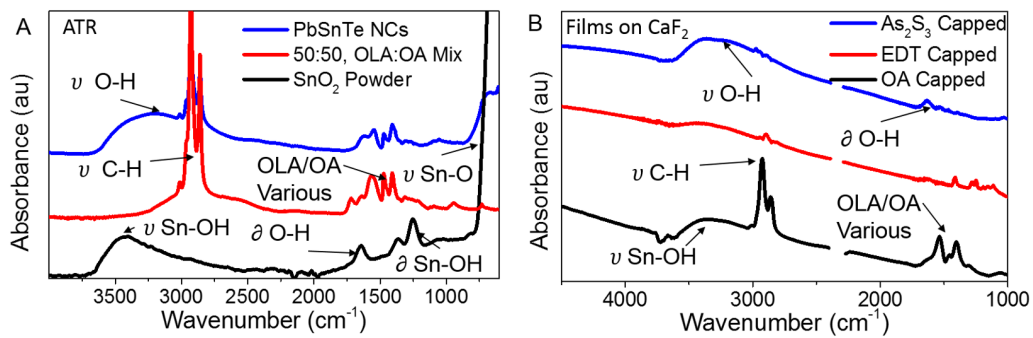 A
ATR
PbSnTe NCs
50:50, OLA:OA Mix
SnO₂ Powder
υ O-H
υ C-H
OLA/OA
Various
υ Sn-O
υ Sn-OH
∂ O-H
∂ Sn-OH
Absorbance (au)
3500 3000 2500 2000 1500 1000
Wavenumber (cm⁻¹)
B
Films on CaF₂
As₂S₃ Capped
EDT Capped
OA Capped
υ O-H
∂ O-H
υ C-H
OLA/OA
Various
υ Sn-OH
Absorbance (au)
4000 3000 2000 1000
Wavenumber (cm⁻¹)